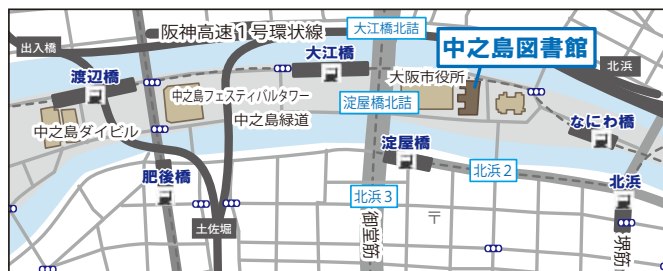 阪神高速1号環状線
大江橋北詰
出入橋
中之島図書館
大江橋
北浜
渡辺橋
大阪市役所
中之島フェスティバルタワー
淀屋橋北詰
中之島緑道
なにわ橋
中之島ダイビル
淀屋橋
肥後橋
北浜2
北浜
北浜3
〒
土佐堀
御堂筋
堺筋